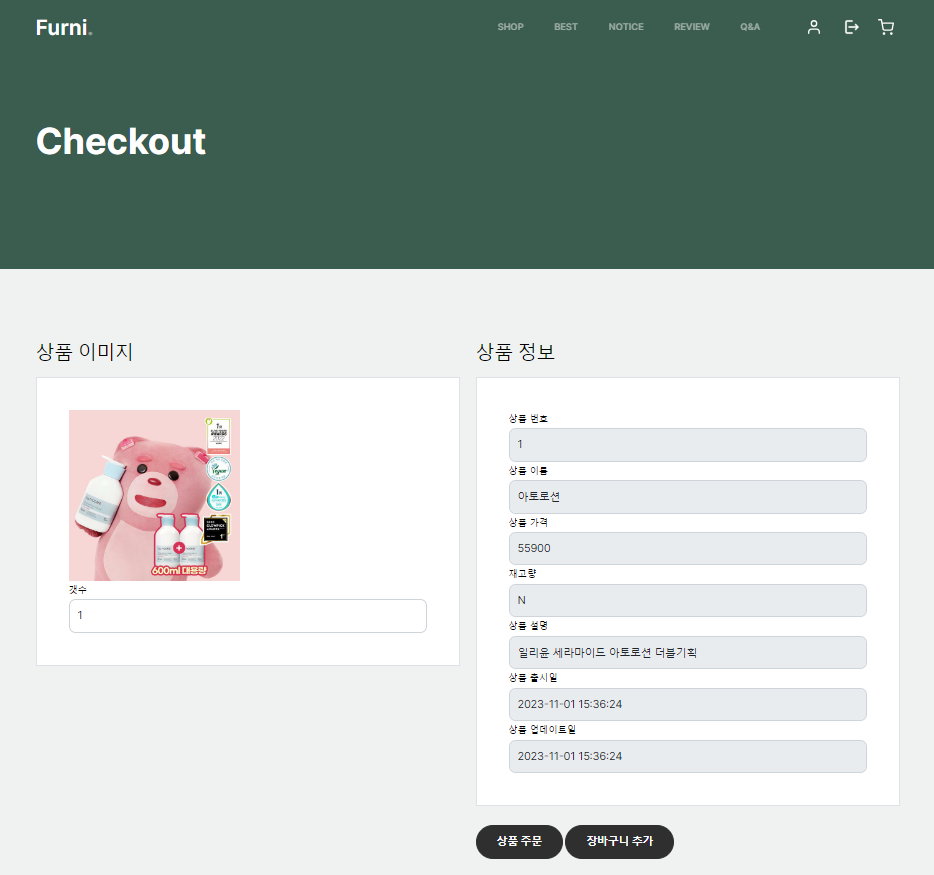 Furni.
SHOP
BEST
NOTICE
REVIEW
Q&A
Checkout
상품 이미지
600ml 대용량
갯수
1
상품 정보
상품 번호
1
상품 이름
아토로션
상품 가격
55900
재고량
N
상품 설명
일리윤 세라마이드 아토로션 더블기획
상품 출시일
2023-11-01 15:36:24
상품 업데이트일
2023-11-01 15:36:24
상품 주문
장바구니 추가